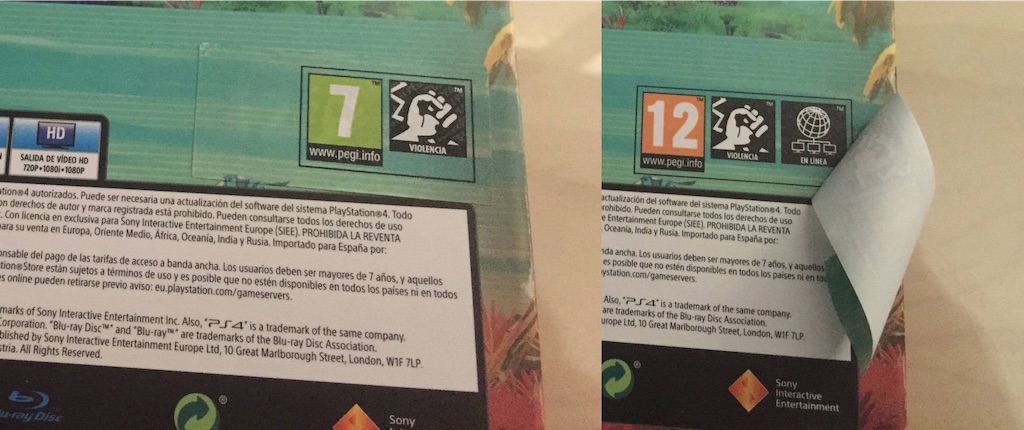 7
™
™
www.pegi.info
VIOLENCIA
HD
SALIDA DE VÍDEO HD
720P•1080i•1080P
4 autorizados. Puede ser necesaria una actualización del software del sistema PlayStation®4. Todo
derechos de autor y marca registrada está prohibido. Pueden consultarse todos los derechos de uso
Con licencia en exclusiva para Sony Interactive Entertainment Europe (SIEE). PROHIBIDA LA REVENTA
para su venta en Europa, Oriente Medio, África, Oceanía, India y Rusia. Importado para España por:
del pago de las tarifas de acceso a banda ancha. Los usuarios deben ser mayores de 7 años, y aquellos
Store están sujetos a términos de uso y es posible que no estén disponibles en todos los países ni en todos
online pueden retirarse previo aviso: eu.playstation.com/gameservers.
of Sony Interactive Entertainment Inc. Also, "PS4" is a trademark of the same company.
Corporation. "Blu-ray Disc™" and "Blu-ray™" are trademarks of the Blu-ray Disc Association.
by Sony Interactive Entertainment Europe Ltd, 10 Great Marlborough Street, London, W1F 7LP.
All Rights Reserved.
Blu-ray Disc
®
Sony
12
™
™
™
www.pegi.info
VIOLENCIA
EN LÍNEA
actualización del software del sistema PlayStation®4. Todo
prohibido. Pueden consultarse todos los derechos de uso
Entertainment Europe (SIEE). PROHIBIDA LA REVENTA
Oceanía, India y Rusia. Importado para España por:
ancha. Los usuarios deben ser mayores de 7 años, y aquellos
es posible que no estén disponibles en todos los países ni en
.com/gameservers.
Also, "PS4" is a trademark of the same company.
are trademarks of the Blu-ray Disc Association.
Europe Ltd, 10 Great Marlborough Street, London, W1F 7LP.
®
Sony
Interactive
Entertainment